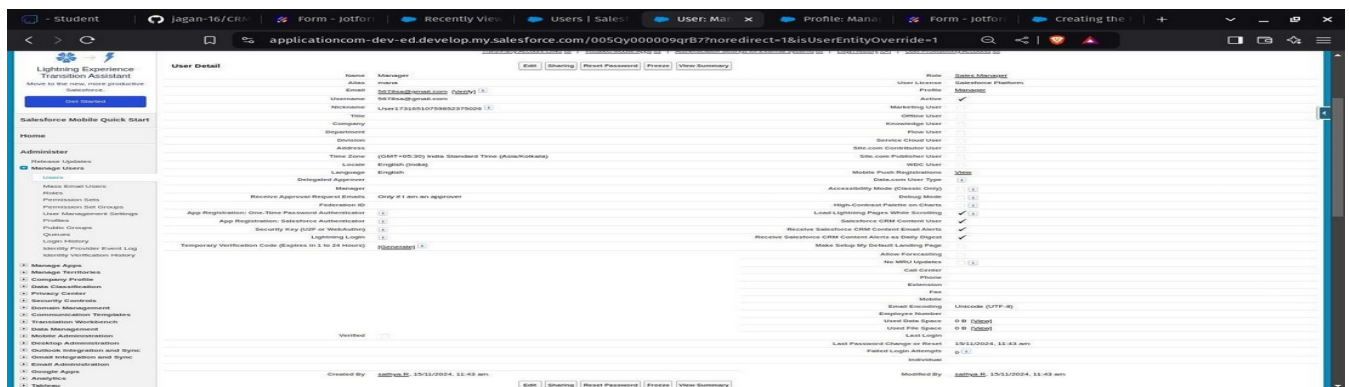 - Student
jagan-16/CRM
Form - Jotfor
Recently View
Users | Sales
User: Man
Profile: Mana
Form - Jotfor
Creating the
applicationcom-dev-ed.develop.my.salesforce.com/005Qy000009qrB7?noredirect=1&isUserEntityOverride=1
Lightning Experience
Transition Assistant
Move to the new, more productive
Salesforce.
Get Started
Salesforce Mobile Quick Start
Home
Administer
Release Updates
Manage Users
Users
Mass Email Users
Roles
Permission Sets
Permission Set Groups
User Management Settings
Profiles
Public Groups
Queues
Login History
Identity Provider Event Log
Identity Verification History
Manage Apps
Manage Territories
Company Profile
Data Classification
Privacy Center
Security Controls
Domain Management
Communication Templates
Translation Workbench
Data Management
Mobile Administration
Desktop Administration
Outlook Integration and Sync
Gmail Integration and Sync
Email Administration
Google Apps
Analytics
Tableau
User Detail
Edit Sharing Reset Password Freeze View Summary
Name Manager
Alias mana
Email 5678sa@gmail.com [Verify]
Username 5678sa@gmail.com
Nickname
Title
Company
Department
Division
Address
Time Zone (GMT+05:30) India Standard Time (Asia/Kolkata)
Locale English (India)
Language English
Delegated Approver
Manager
Receive Approval Request Emails Only if I am an approver
Federation ID
App Registration: One-Time Password Authenticator
App Registration: Salesforce Authenticator
Security Key (U2F or WebAuthn)
Lightning Login
Temporary Verification Code (Expires in 1 to 24 Hours) [Generate]
Verified
Created By sathya R, 15/11/2024, 11:43 am
Role Sales Manager
User License Salesforce Platform
Profile Manager
Active
Marketing User
Offline User
Knowledge User
Flow User
Service Cloud User
Site.com Contributor User
Site.com Publisher User
WDC User
Mobile Push Registrations View
Data.com User Type
Accessibility Mode (Classic Only)
Debug Mode
High-Contrast Palette on Charts
Load Lightning Pages While Scrolling
Salesforce CRM Content User
Receive Salesforce CRM Content Email Alerts
Receive Salesforce CRM Content Alerts as Daily Digest
Make Setup My Default Landing Page
Allow Forecasting
No MRU Updates
Call Center
Phone
Extension
Fax
Mobile
Email Encoding Unicode (UTF-8)
Employee Number
Used Data Space 0 B [View]
Used File Space 0 B [View]
Last Login
Last Password Change or Reset 15/11/2024, 11:43 am
Failed Login Attempts 0
Individual
Modified By sathya R, 15/11/2024, 11:43 am
Edit Sharing Reset Password Freeze View Summary